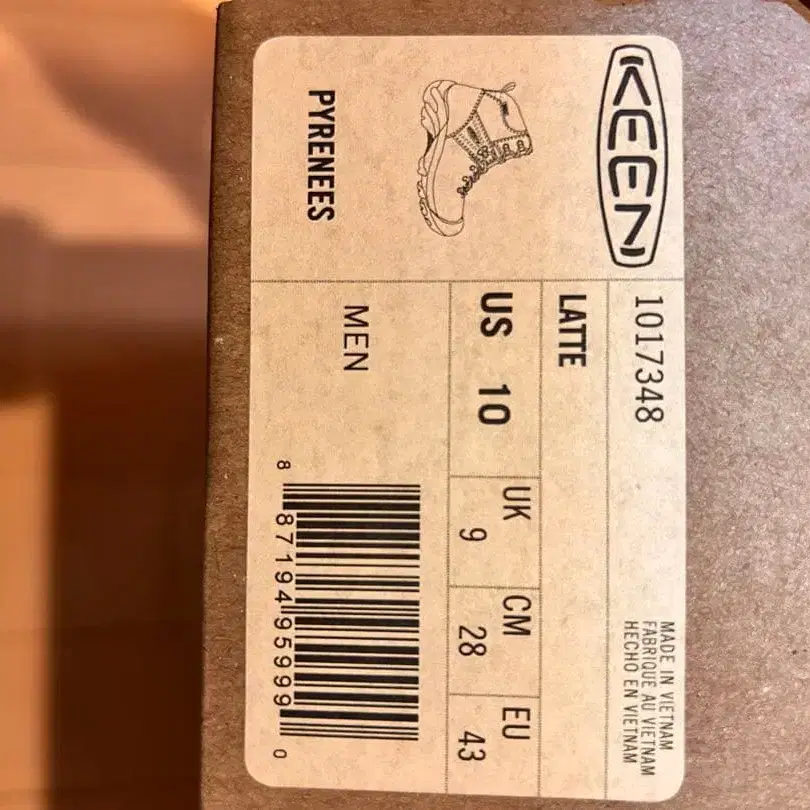 KEEN
PYRENEES
1017348
MADE IN VIETNAM
FABRIQUÉ AU VIETNAM
HECHO EN VIETNAM
LATTE
US 10
UK 9
CM 28
EU 43
MEN
8 87194 95999 0